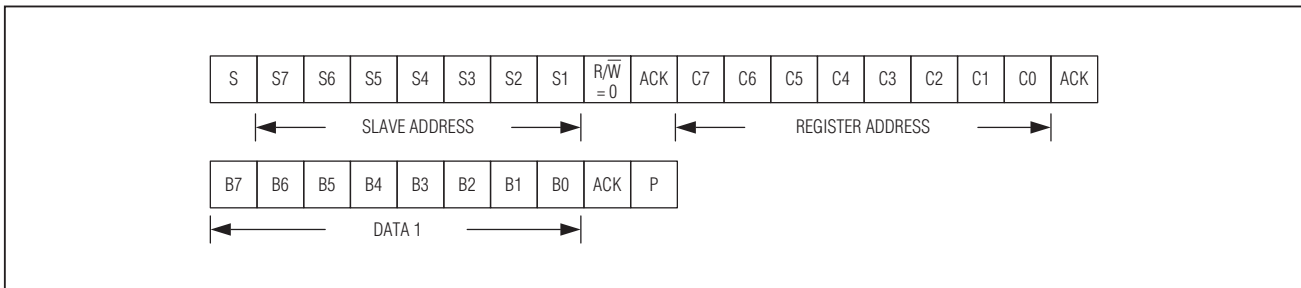 S S7 S6 S5 S4 S3 S2 S1 R/W̅ = 0 ACK C7 C6 C5 C4 C3 C2 C1 C0 ACK
SLAVE ADDRESS REGISTER ADDRESS
B7 B6 B5 B4 B3 B2 B1 B0 ACK P
DATA 1